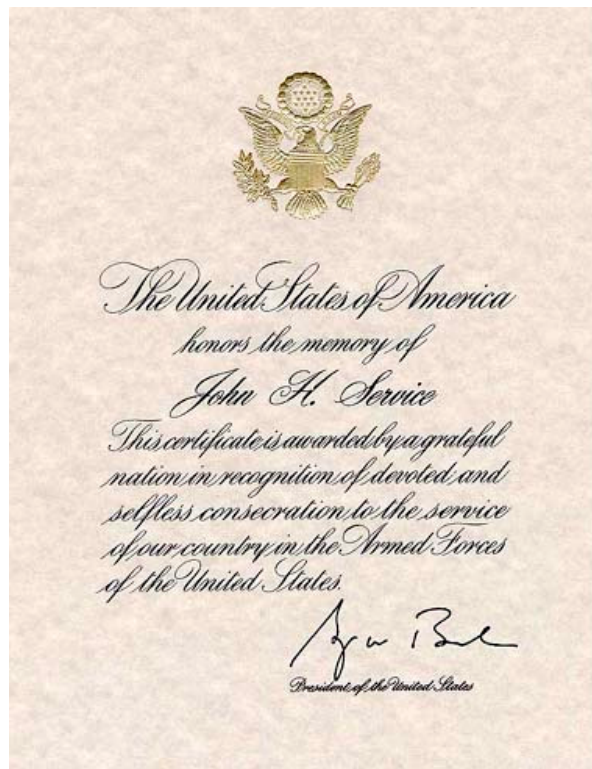 The United States of America
honors the memory of
John H. Service
This certificate is awarded by a grateful
nation in recognition of devoted and
selfless consecration to the service
of our country in the Armed Forces
of the United States.
President of the United States